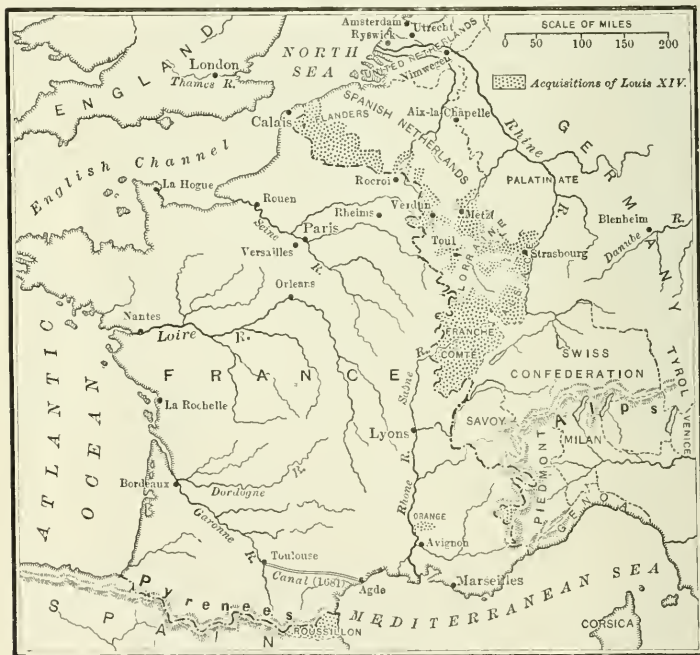 Amsterdam
Utrecht
Ryswick
SCALE OF MILES
0 50 100 150 200
Acquisitions of Louis XIV.
ENGLAND
London
Thames R.
NORTH
SEA
UNITED NETHERLANDS
Nimwegen
Calais
FLANDERS
SPANISH NETHERLANDS
Aix-la-Chapelle
Rhine
R.
GERMANY
English Channel
La Hogue
Rouen
Rocroi
PALATINATE
Rheims
Verdun
Metz
Blenheim
Danube R.
Seine
R.
Paris
Versailles
Toul
LORRAINE
Strasbourg
Orleans
Nantes
Loire R.
FRANCHE
COMTÉ
SWISS
CONFEDERATION
TYROL
FRANCE
Saône
R.
ATLANTIC
OCEAN
La Rochelle
Lyons
SAVOY
Alps
MILAN
VENICE
PIEDMONT
GENOA
Bordeaux
Dordogne
R.
Garonne
R.
Rhone
R.
ORANGE
Avignon
Toulouse
Canal (1681)
Agde
Marseilles
Pyrenees
SPAIN
ROUSSILLON
MEDITERRANEAN SEA
CORSICA